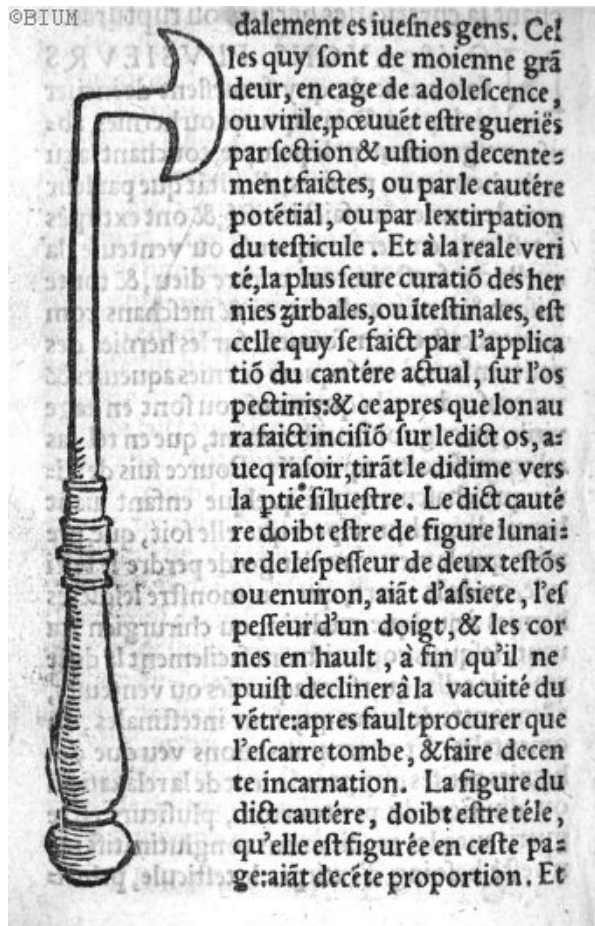 ©BIUM
dalement es iueſnes gens. Cel
les quy ſont de moienne grã
deur, en eage de adoleſcence,
ou virile, pœuuẽt eſtre gueriës
par ſection & uſtion decente⸗
ment faictes, ou par le cautére
potẽtial, ou par lextirpation
du teſticule. Et à la reale veri
té, la plus ſeure curatiõ des her
nies zirbales, ou ĩteſtinales, eſt
celle quy ſe faict par l'applica
tiõ du cantére actual, ſur l'os
pectinis: & ce apres que lon au
ra faict inciſiõ ſur ledict os, a⸗
ueq raſoir, tirãt le didime vers
la ptie ſilueſtre. Le dict cauté
re doibt eſtre de figure lunai⸗
re de leſpeſſeur de deux teſtõs
ou enuiron, aiãt d'aſsiete, l'eſ
peſſeur d'un doigt, & les cor
nes en hault, à fin qu'il ne
puiſt decliner â la vacuité du
vẽtre: apres fault procurer que
l'eſcarre tombe, & faire decen
te incarnation. La figure du
dict cautére, doibt eſtre téle,
qu'elle eſt figurée en ceſte pa⸗
ge: aiãt decẽte proportion. Et